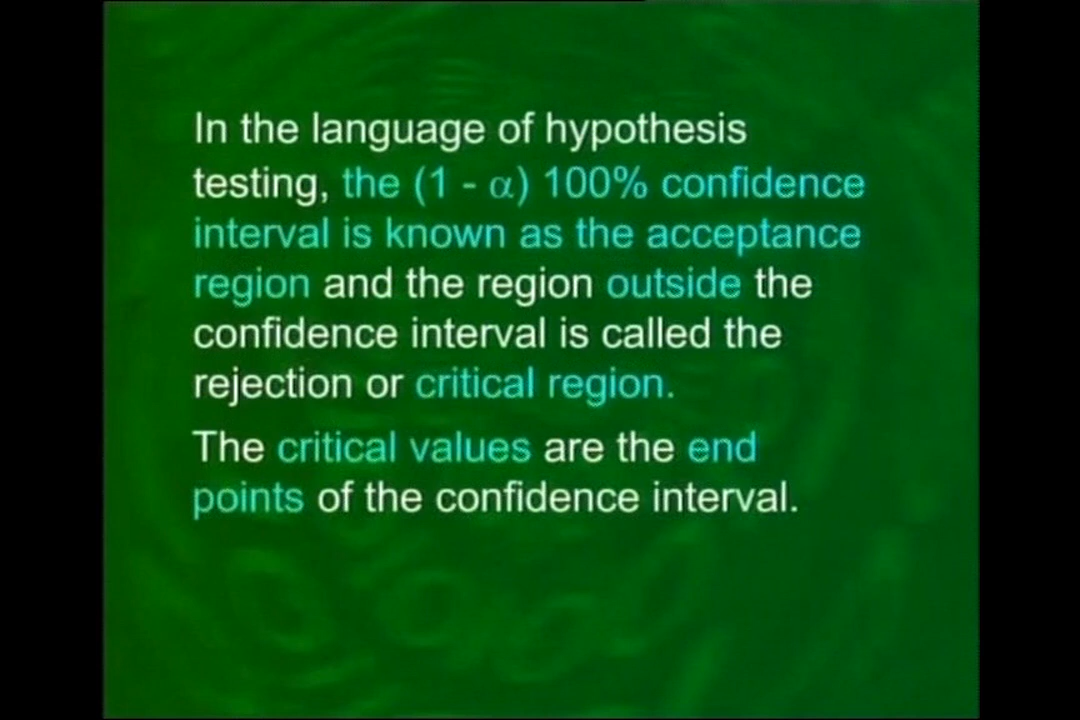 In the language of hypothesis
testing, the (1 - α) 100% confidence
interval is known as the acceptance
region and the region outside the
confidence interval is called the
rejection or critical region.
The critical values are the end
points of the confidence interval.